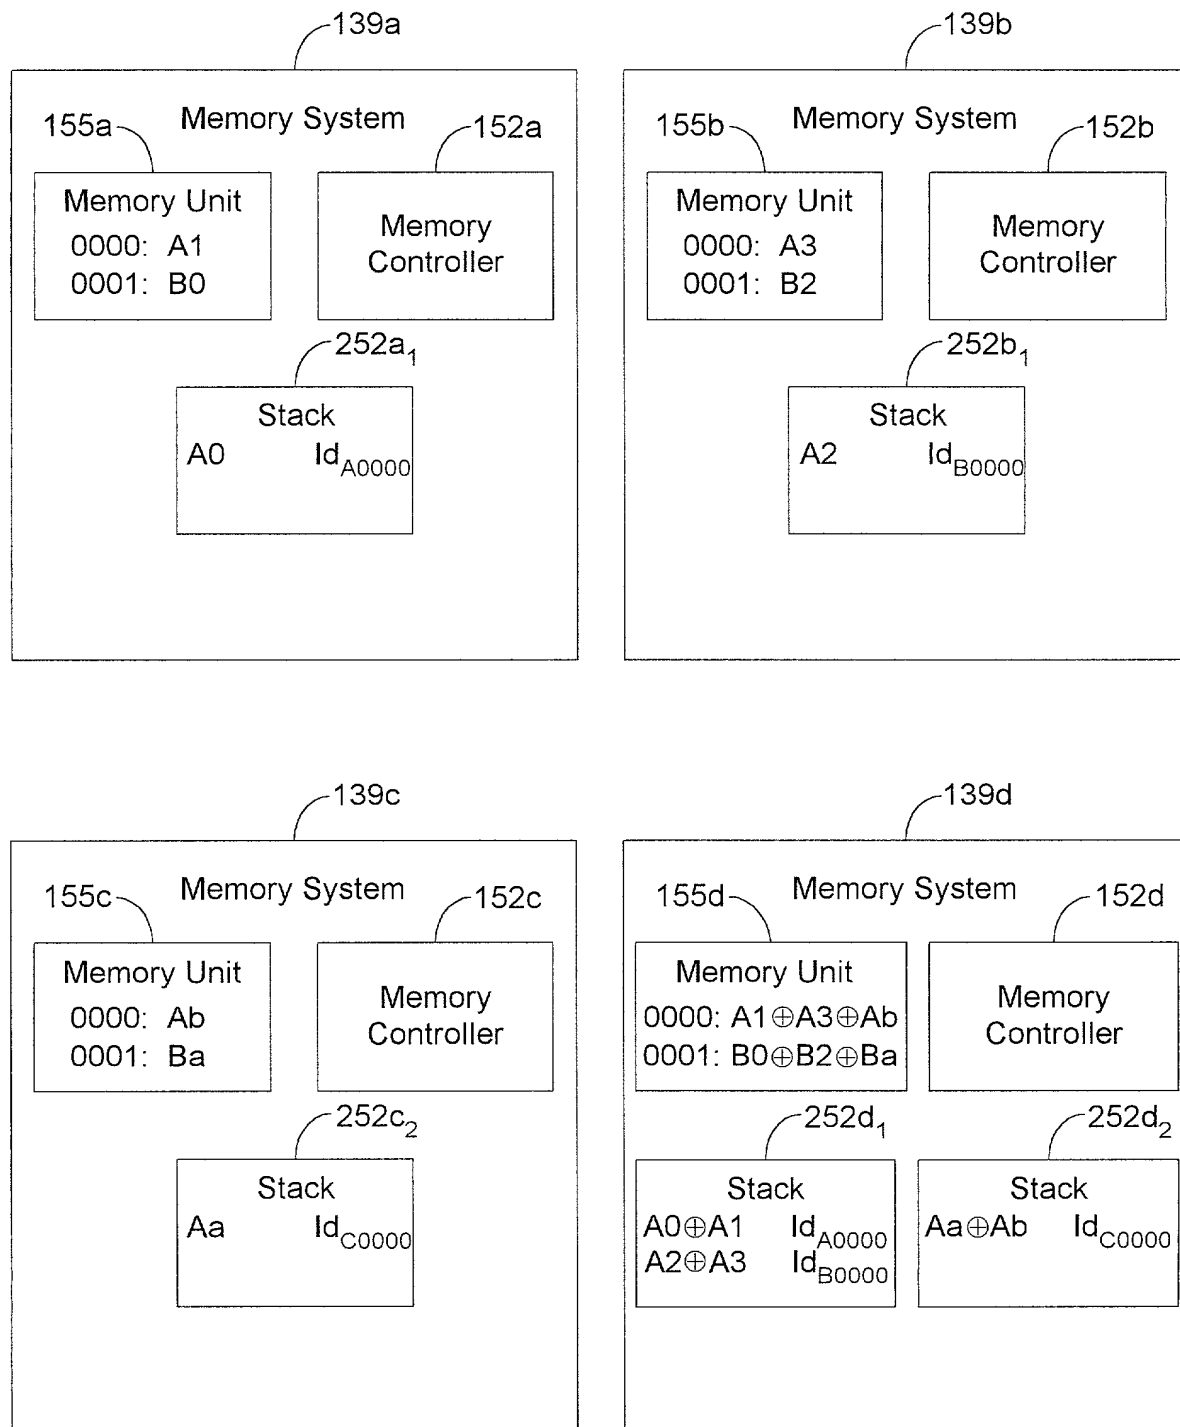 139a
Memory System
155a
152a
Memory Unit
0000: A1
0001: B0
Memory
Controller
252a1
Stack
A0 IdA0000
139b
Memory System
155b
152b
Memory Unit
0000: A3
0001: B2
Memory
Controller
252b1
Stack
A2 IdB0000
139c
Memory System
155c
152c
Memory Unit
0000: Ab
0001: Ba
Memory
Controller
252c2
Stack
Aa IdC0000
139d
Memory System
155d
152d
Memory Unit
0000: A1⊕A3⊕Ab
0001: B0⊕B2⊕Ba
Memory
Controller
252d1
Stack
A0⊕A1 IdA0000
A2⊕A3 IdB0000
252d2
Stack
Aa⊕Ab IdC0000